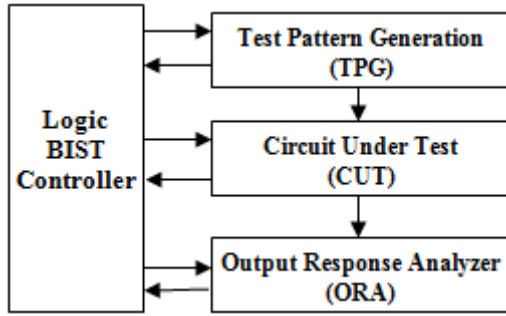 Logic
BIST
Controller
Test Pattern Generation
(TPG)
Circuit Under Test
(CUT)
Output Response Analyzer
(ORA)